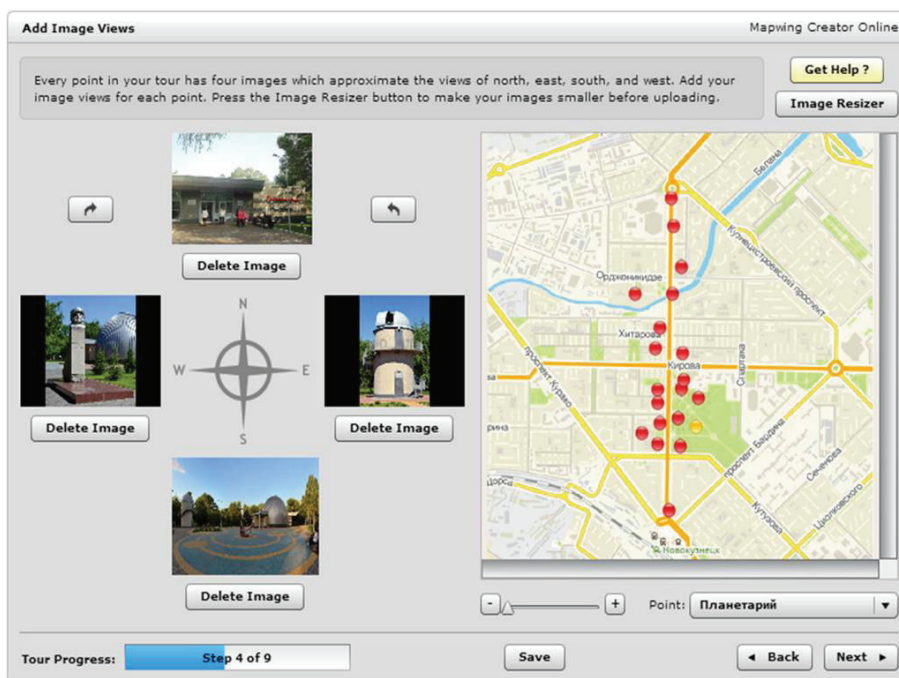 Add Image Views
Mapwing Creator Online
Every point in your tour has four images which approximate the views of north, east, south, and west. Add your
image views for each point. Press the Image Resizer button to make your images smaller before uploading.
Get Help ?
Image Resizer
Delete Image
N
W
E
S
Delete Image
Delete Image
Delete Image
Белана
Кузнецкстроевский проспект
Орджоникидзе
Хитарова
Кирова
Спартана
проспект Курако
проспект Бардина
Сеченова
Кутузова
Циолковского
Новокузнецк
- +
Point: Планетарий
Tour Progress: Step 4 of 9
Save
Back
Next